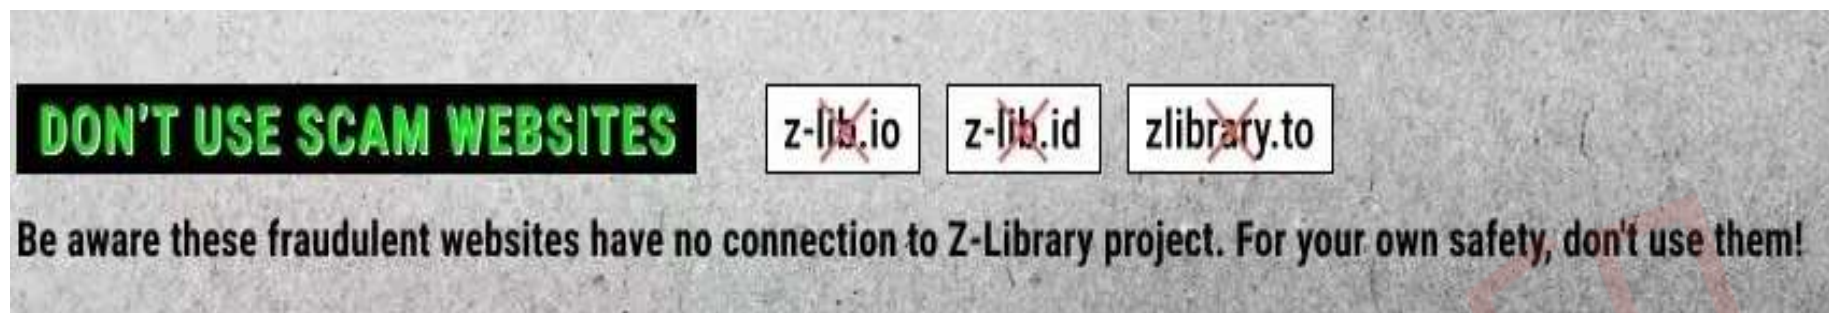 DON'T USE SCAM WEBSITES z-lib.io z-lib.id zlibrary.to
Be aware these fraudulent websites have no connection to Z-Library project. For your own safety, don't use them!